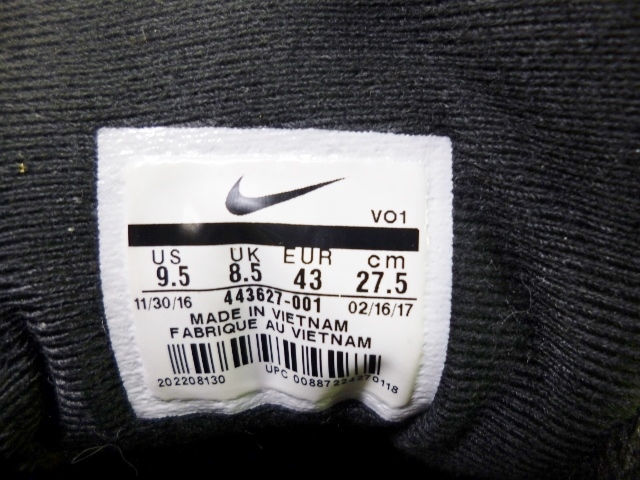 VO1
US UK EUR cm
9.5 8.5 43 27.5
11/30/16 443627-001 02/16/17
MADE IN VIETNAM
FABRIQUE AU VIETNAM
202208130 UPC 00887224270118